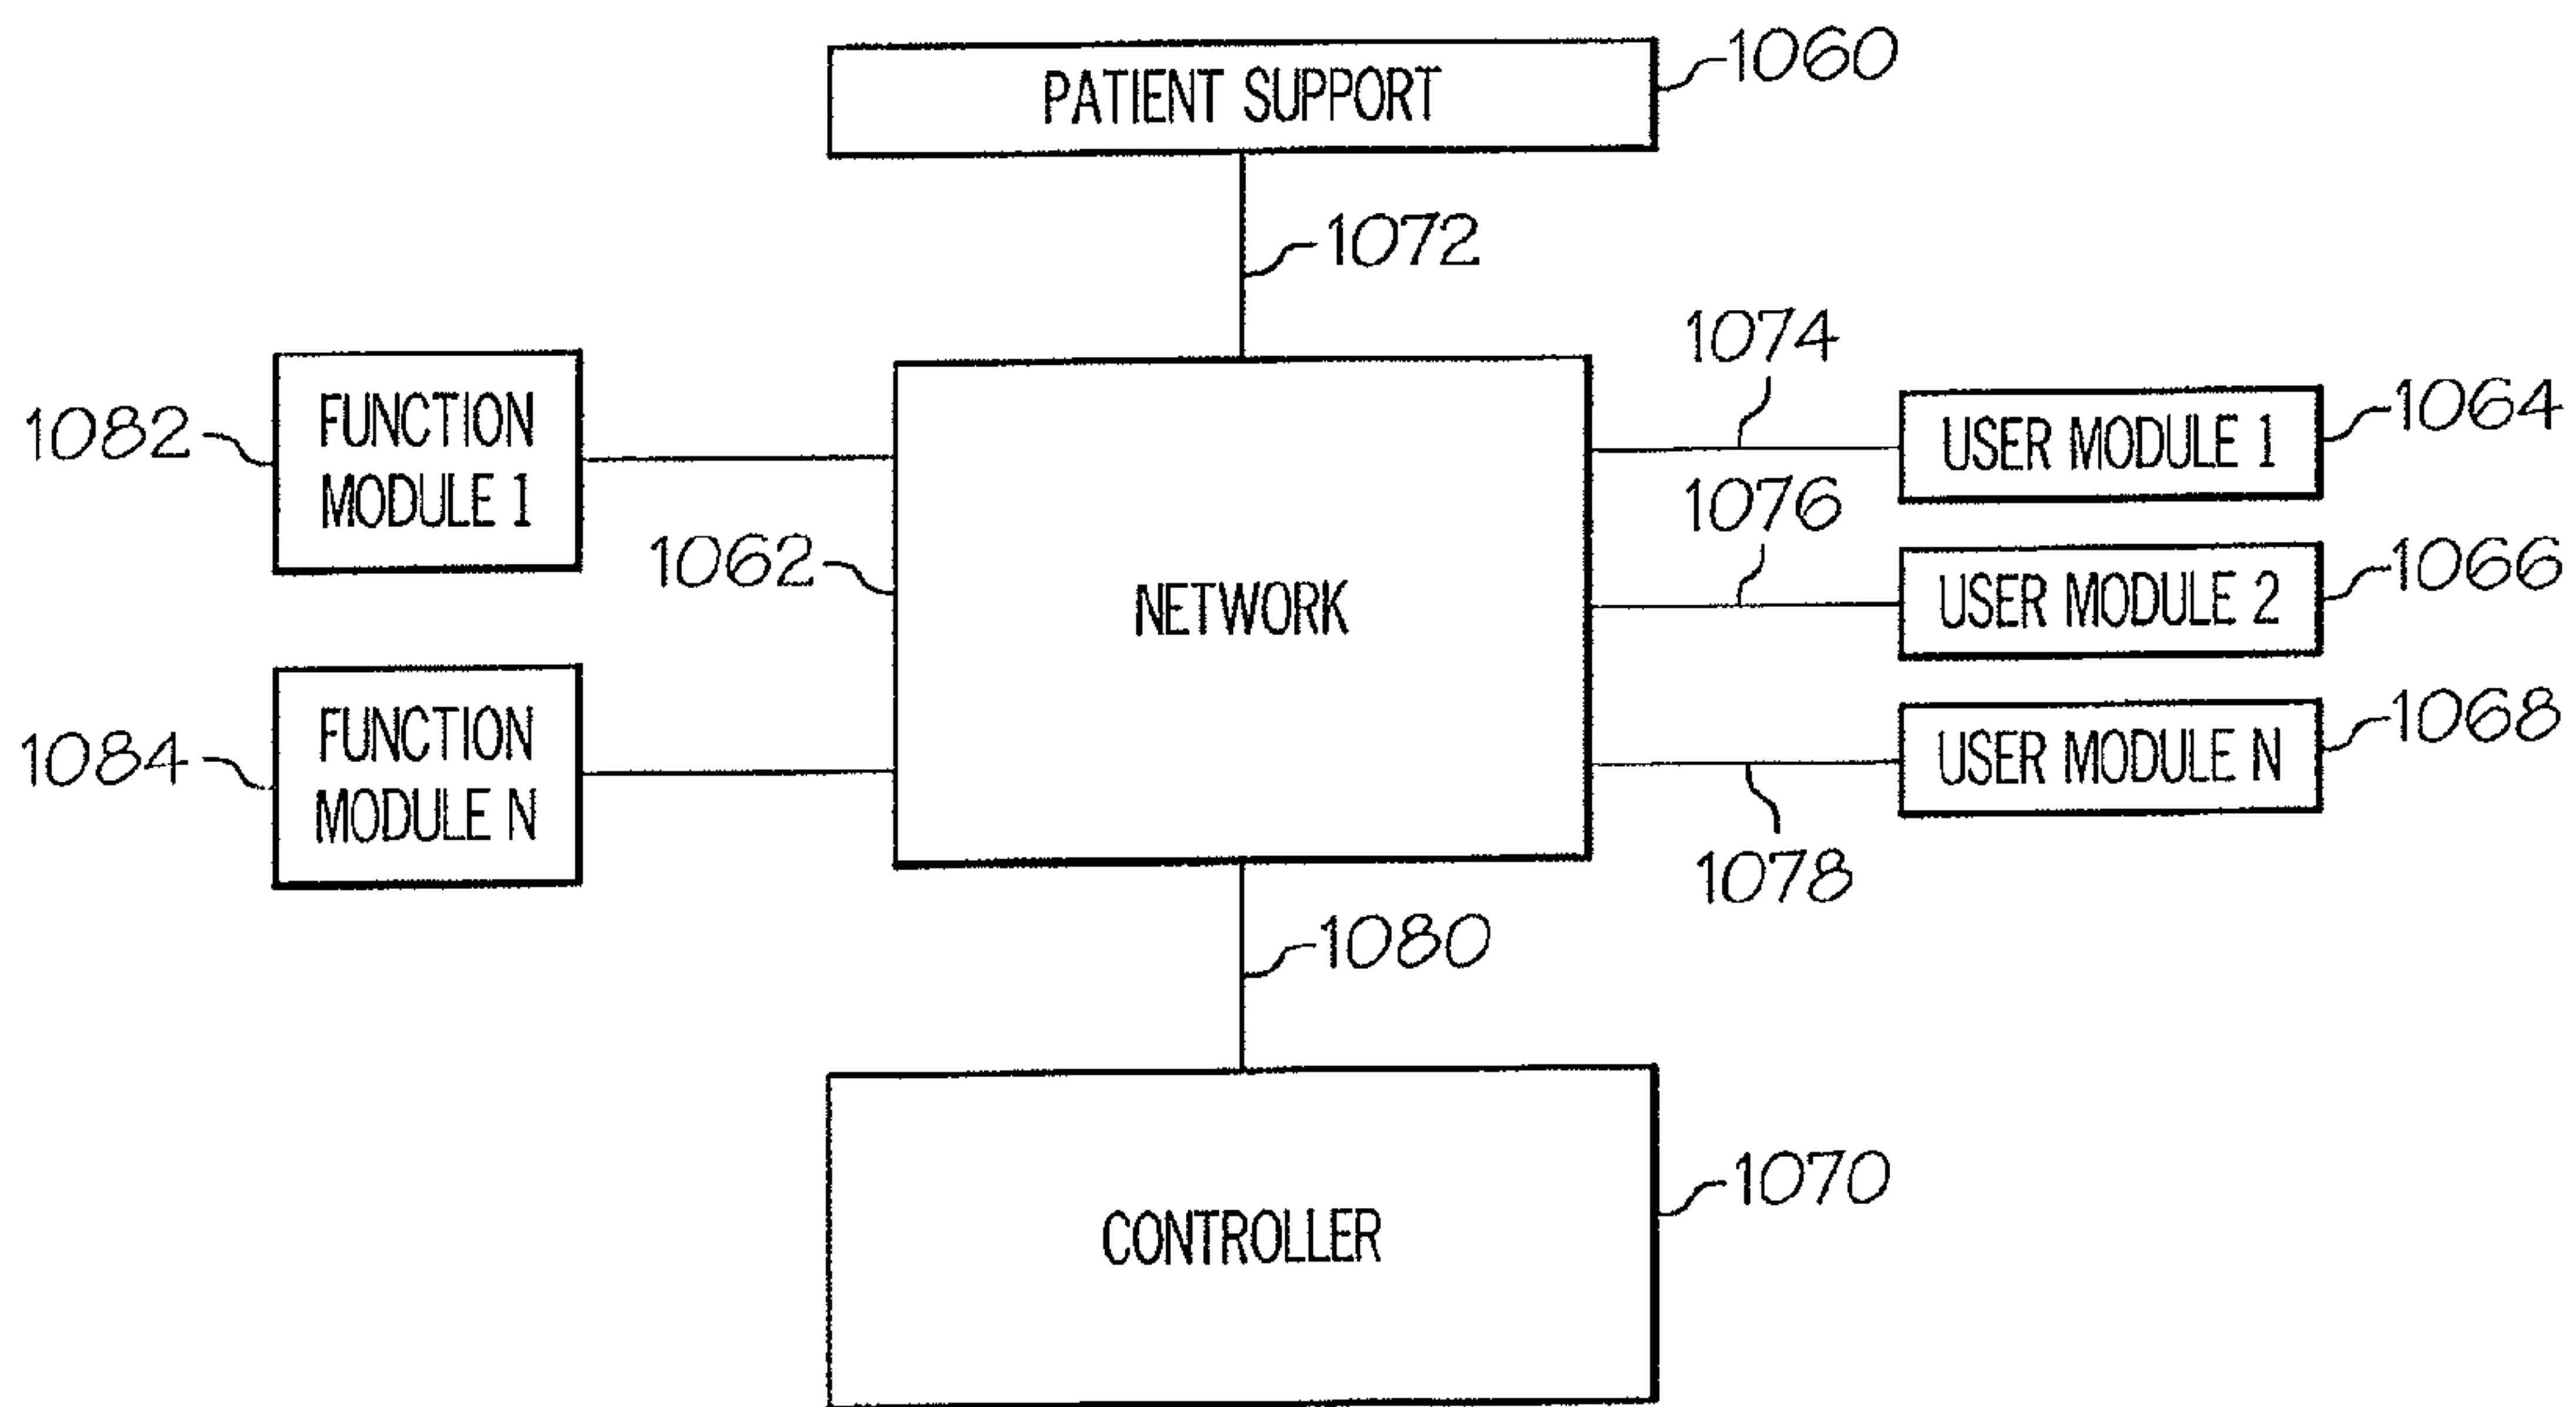 PATIENT SUPPORT
1060
1072
1074
FUNCTION
MODULE 1
1082
USER MODULE 1
1064
1076
1062
NETWORK
USER MODULE 2
1066
FUNCTION
MODULE N
1084
USER MODULE N
1068
1078
1080
CONTROLLER
1070